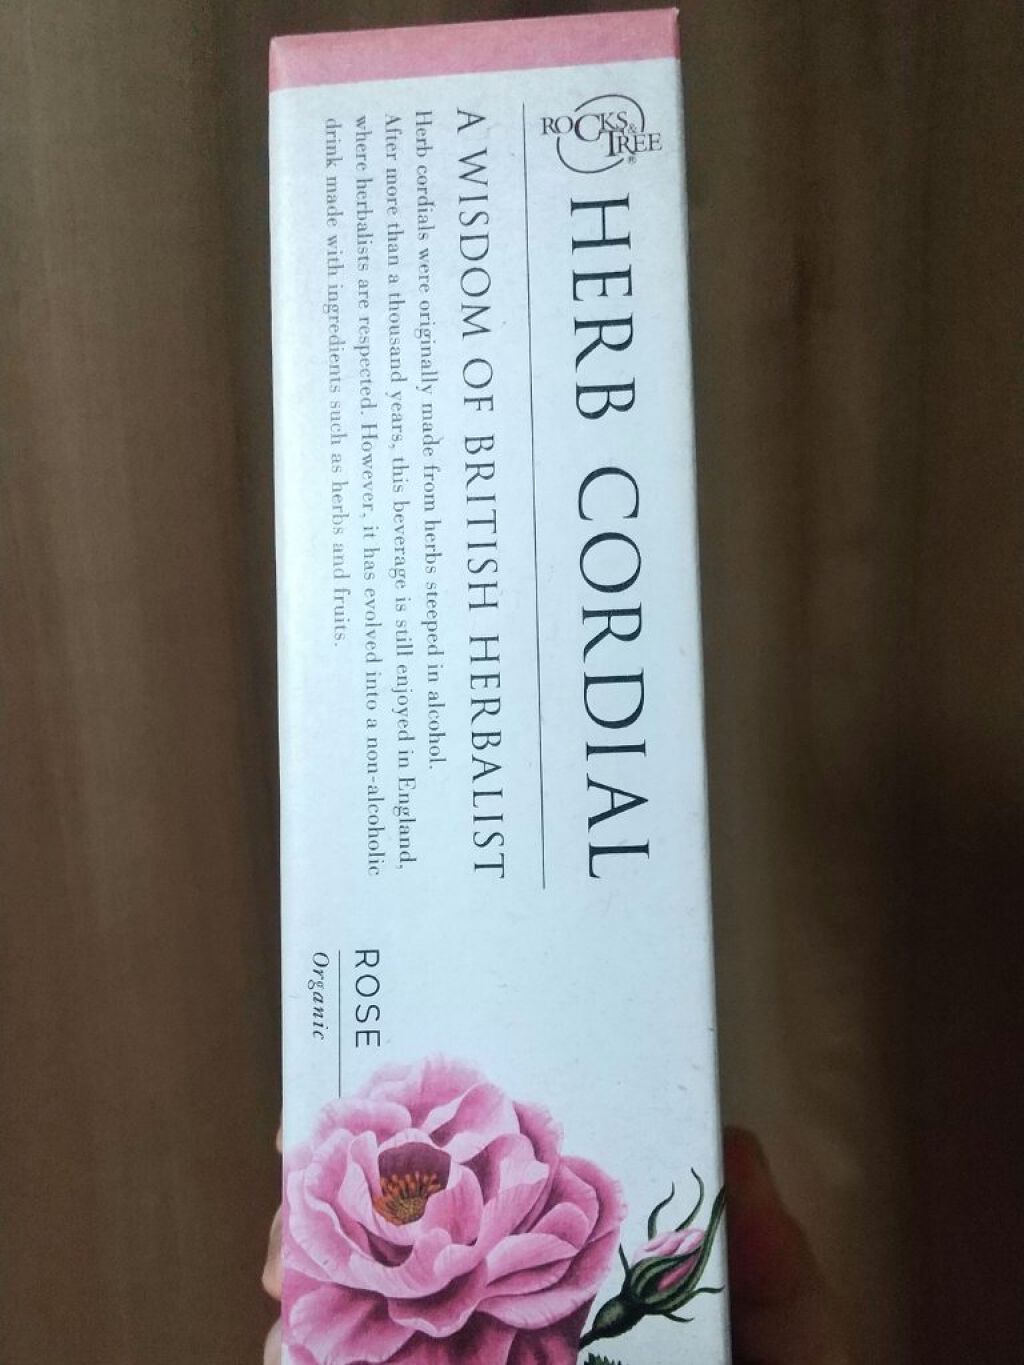 ROCKS & TREE ®
HERB CORDIAL
A WISDOM OF BRITISH HERBALIST
Herb cordials were originally made from herbs steeped in alcohol.
After more than a thousand years, this beverage is still enjoyed in England,
where herbalists are respected. However, it has evolved into a non-alcoholic
drink made with ingredients such as herbs and fruits.
ROSE
Organic